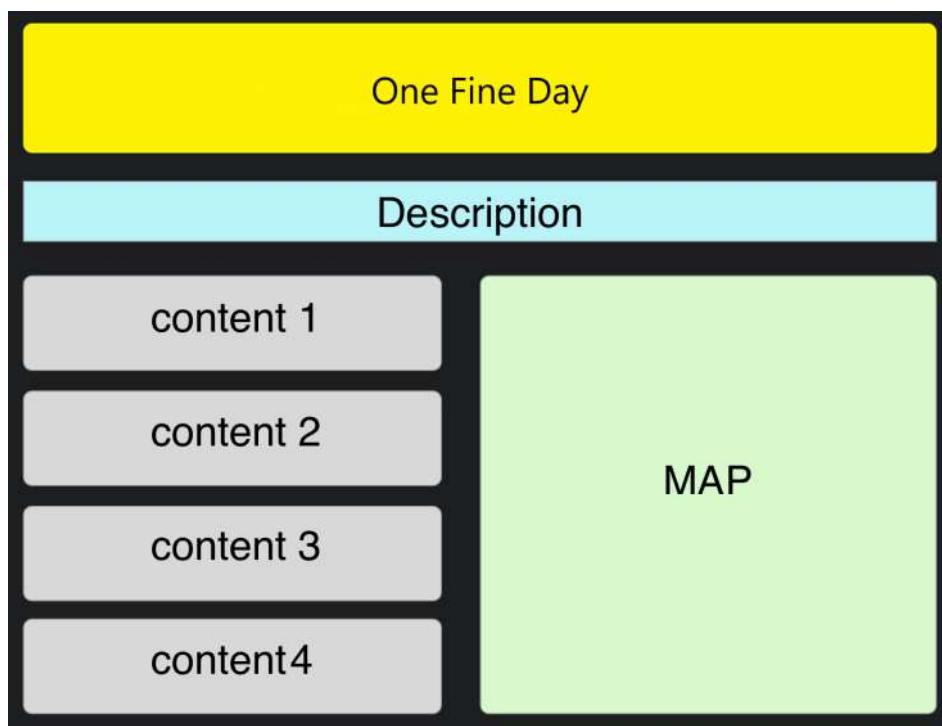 One Fine Day
Description
content 1
content 2
content 3
content4
MAP